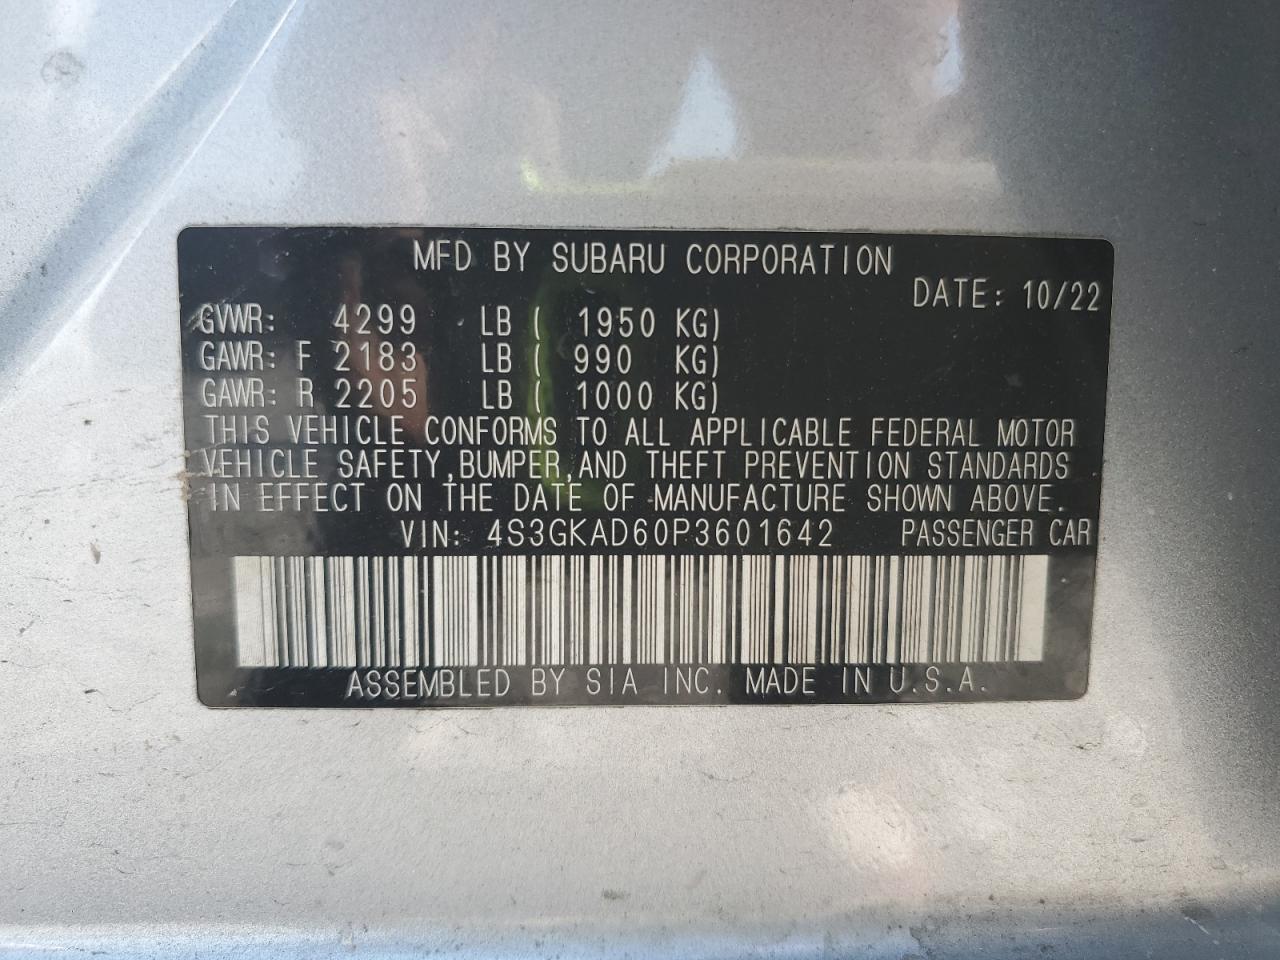 MFD BY SUBARU CORPORATION
DATE: 10/22
GVWR: 4299 LB ( 1950 KG)
GAWR: F 2183 LB ( 990 KG)
GAWR: R 2205 LB ( 1000 KG)
THIS VEHICLE CONFORMS TO ALL APPLICABLE FEDERAL MOTOR
VEHICLE SAFETY,BUMPER,AND THEFT PREVENTION STANDARDS
IN EFFECT ON THE DATE OF MANUFACTURE SHOWN ABOVE.
VIN: 4S3GKAD60P3601642 PASSENGER CAR
ASSEMBLED BY SIA INC. MADE IN U.S.A.